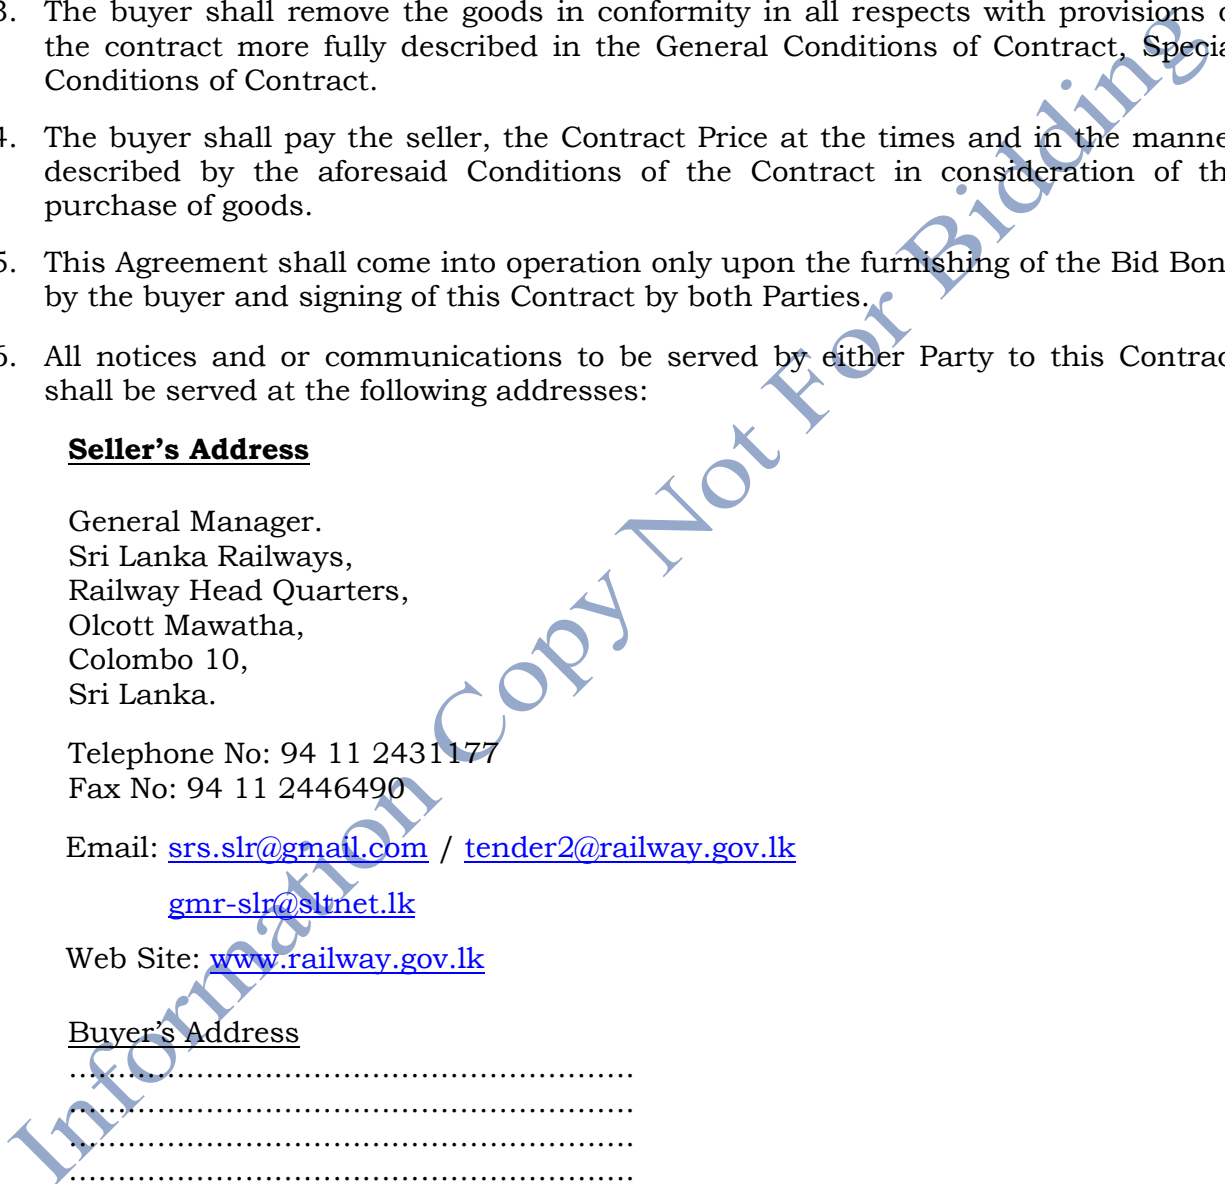 3. The buyer shall remove the goods in conformity in all respects with provisions o
the contract more fully described in the General Conditions of Contract, Specia
Conditions of Contract.
4. The buyer shall pay the seller, the Contract Price at the times and in the manne
described by the aforesaid Conditions of the Contract in consideration of th
purchase of goods.
5. This Agreement shall come into operation only upon the furnishing of the Bid Bon
by the buyer and signing of this Contract by both Parties.
6. All notices and or communications to be served by either Party to this Contrac
shall be served at the following addresses:
Seller’s Address
General Manager.
Sri Lanka Railways,
Railway Head Quarters,
Olcott Mawatha,
Colombo 10,
Sri Lanka.
Telephone No: 94 11 2431177
Fax No: 94 11 2446490
Email: srs.slr@gmail.com / tender2@railway.gov.lk
gmr-slr@sltnet.lk
Web Site: www.railway.gov.lk
Buyer’s Address
……………………………………………….
……………………………………………….
……………………………………………….
……………………………………………….
Information Copy Not For Bidding